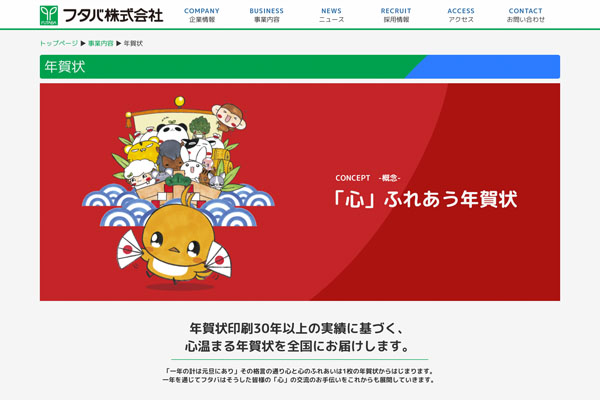 フタバ株式会社
COMPANY
企業情報
BUSINESS
事業内容
NEWS
ニュース
RECRUIT
採用情報
ACCESS
アクセス
CONTACT
お問い合わせ
トップページ ▶ 事業内容 ▶ 年賀状
年賀状
CONCEPT -概念-
「心」ふれあう年賀状
年賀状印刷30年以上の実績に基づく、
心温まる年賀状を全国にお届けします。
「一年の計は元旦にあり」その格言の通り心と心のふれあいは1枚の年賀状からはじまります。
一年を通じてフタバはそうした皆様の「心」の交流のお手伝いをこれからも展開していきます。